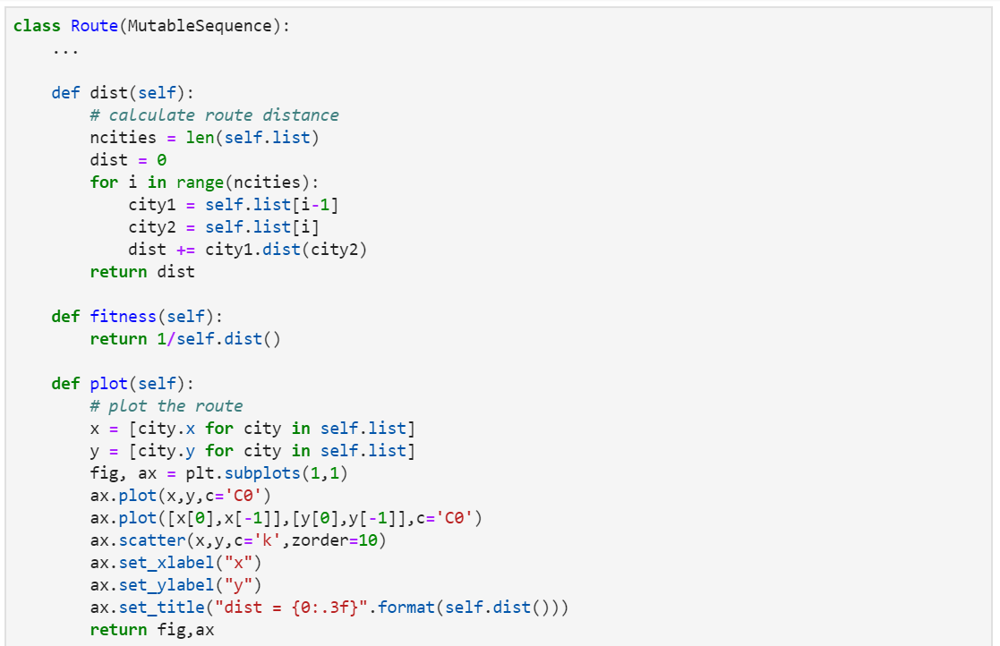 class Route(MutableSequence):
    ...

    def dist(self):
        # calculate route distance
        ncities = len(self.list)
        dist = 0
        for i in range(ncities):
            city1 = self.list[i-1]
            city2 = self.list[i]
            dist += city1.dist(city2)
        return dist

    def fitness(self):
        return 1/self.dist()

    def plot(self):
        # plot the route
        x = [city.x for city in self.list]
        y = [city.y for city in self.list]
        fig, ax = plt.subplots(1,1)
        ax.plot(x,y,c='C0')
        ax.plot([x[0],x[-1]],[y[0],y[-1]],c='C0')
        ax.scatter(x,y,c='k',zorder=10)
        ax.set_xlabel("x")
        ax.set_ylabel("y")
        ax.set_title("dist = {0:.3f}".format(self.dist()))
        return fig,ax